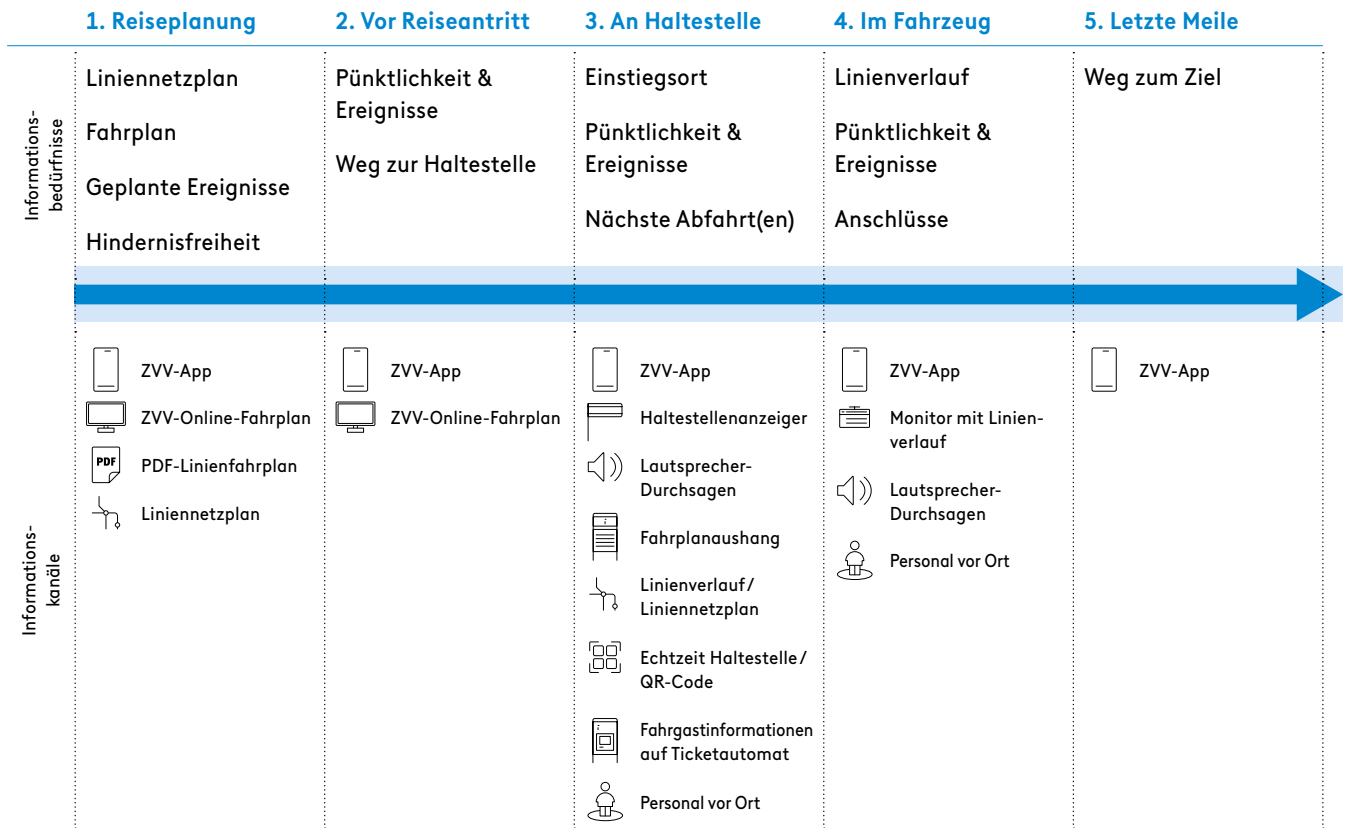 1. Reiseplanung
2. Vor Reiseantritt
3. An Haltestelle
4. Im Fahrzeug
5. Letzte Meile
Informations-
bedürfnisse
Liniennetzplan
Fahrplan
Geplante Ereignisse
Hindernisfreiheit
Pünktlichkeit &
Ereignisse
Weg zur Haltestelle
Einstiegsort
Pünktlichkeit &
Ereignisse
Nächste Abfahrt(en)
Linienverlauf
Pünktlichkeit &
Ereignisse
Anschlüsse
Weg zum Ziel
Informations-
kanäle
ZVV-App
ZVV-Online-Fahrplan
PDF
PDF-Linienfahrplan
Liniennetzplan
ZVV-App
ZVV-Online-Fahrplan
ZVV-App
Haltestellenanzeiger
Lautsprecher-
Durchsagen
i
Fahrplanaushang
Linienverlauf/
Liniennetzplan
Echtzeit Haltestelle/
QR-Code
i
Fahrgastinformationen
auf Ticketautomat
Personal vor Ort
ZVV-App
Monitor mit Linien-
verlauf
Lautsprecher-
Durchsagen
Personal vor Ort
ZVV-App